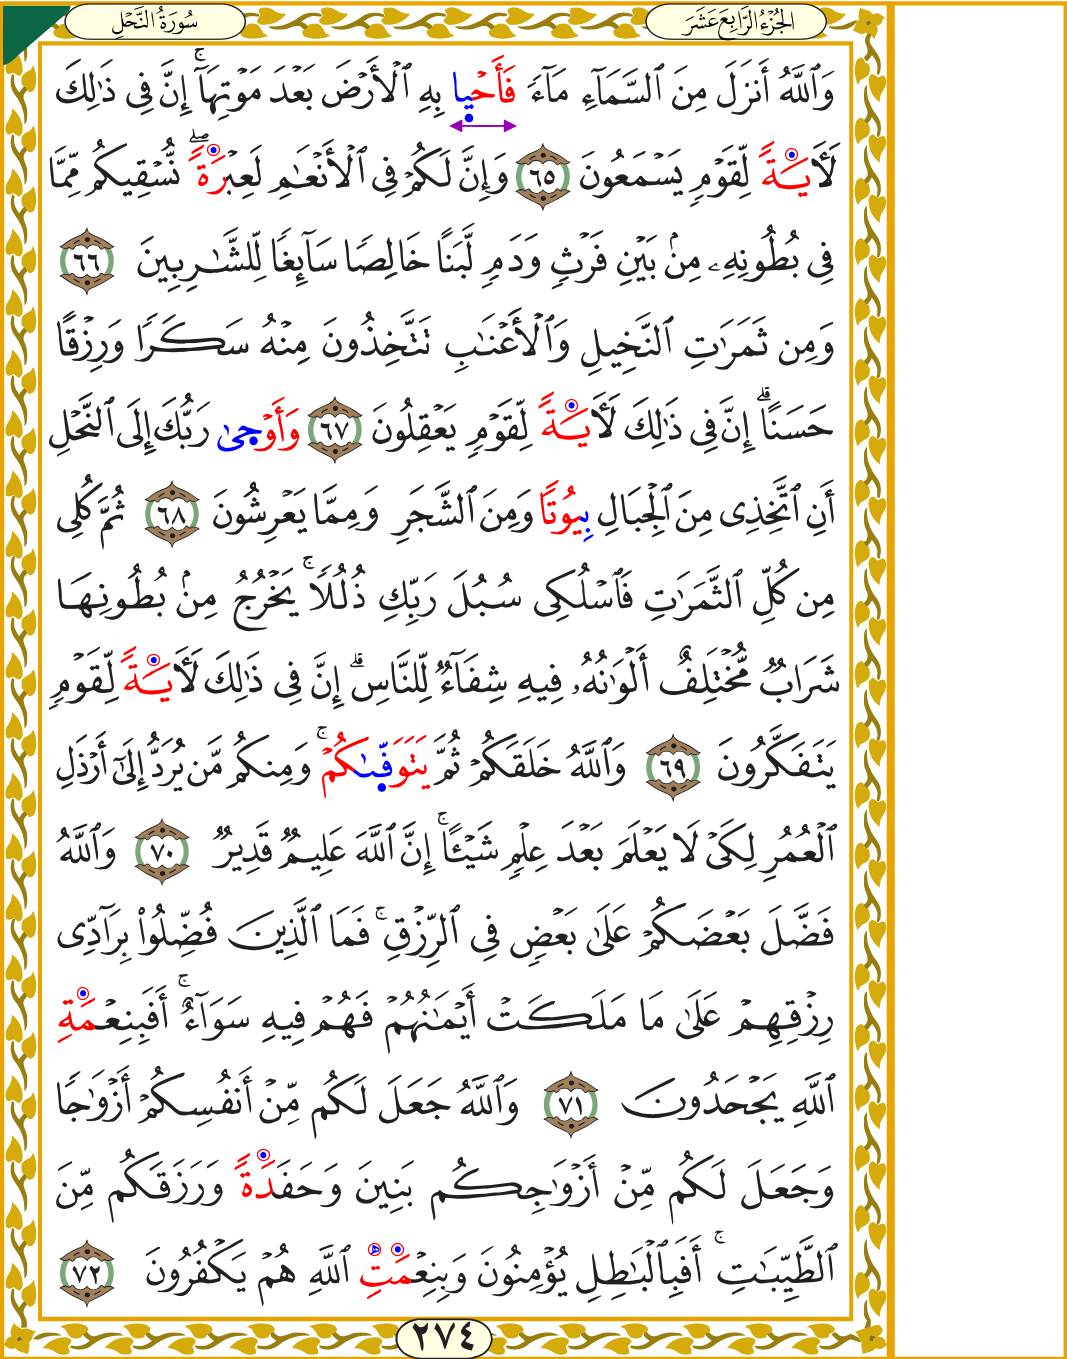 الجُزْءُ الرَّابِعَ عَشَرَ
سُورَةُ النَّحْلِ
وَٱللَّهُ أَنزَلَ مِنَ ٱلسَّمَآءِ مَآءٗ فَأَحۡيا بِهِ ٱلۡأَرۡضَ بَعۡدَ مَوۡتِهَآۚ إِنَّ فِي ذَٰلِكَ
لَأٓيَةٗ لِّقَوۡمٖ يَسۡمَعُونَ ٦٥ وَإِنَّ لَكُمۡ فِي ٱلۡأَنۡعَٰمِ لَعِبۡرَةٗۖ نُّسۡقِيكُم مِّمَّا
فِي بُطُونِهِۦ مِنۢ بَيۡنِ فَرۡثٖ وَدَمٖ لَّبَنًا خَالِصٗا سَآئِغٗا لِّلشَّٰرِبِينَ ٦٦
وَمِن ثَمَرَٰتِ ٱلنَّخِيلِ وَٱلۡأَعۡنَٰبِ تَتَّخِذُونَ مِنۡهُ سَكَرٗا وَرِزۡقًا
حَسَنًاۚ إِنَّ فِي ذَٰلِكَ لَأٓيَةٗ لِّقَوۡمٖ يَعۡقِلُونَ ٦٧ وَأَوۡحىٰ رَبُّكَ إِلَى ٱلنَّحۡلِ
أَنِ ٱتَّخِذِي مِنَ ٱلۡجِبَالِ بِيُوتٗا وَمِنَ ٱلشَّجَرِ وَمِمَّا يَعۡرِشُونَ ٦٨ ثُمَّ كُلِي
مِن كُلِّ ٱلثَّمَرَٰتِ فَٱسۡلُكِي سُبُلَ رَبِّكِ ذُلُلٗاۚ يَخۡرُجُ مِنۢ بُطُونِهَا
شَرَابٞ مُّخۡتَلِفٌ أَلۡوَٰنُهُۥ فِيهِ شِفَآءٞ لِّلنَّاسِۚ إِنَّ فِي ذَٰلِكَ لَأٓيَةٗ لِّقَوۡمٖ
يَتَفَكَّرُونَ ٦٩ وَٱللَّهُ خَلَقَكُمۡ ثُمَّ يَتَوَفّىٰكُمۡۚ وَمِنكُم مَّن يُرَدُّ إِلَىٰٓ أَرۡذَلِ
ٱلۡعُمُرِ لِكَيۡ لَا يَعۡلَمَ بَعۡدَ عِلۡمٖ شَيۡـًٔاۚ إِنَّ ٱللَّهَ عَلِيمٞ قَدِيرٞ ٧٠ وَٱللَّهُ
فَضَّلَ بَعۡضَكُمۡ عَلَىٰ بَعۡضٖ فِي ٱلرِّزۡقِۚ فَمَا ٱلَّذِينَ فُضِّلُواْ بِرَآدِّي
رِزۡقِهِمۡ عَلَىٰ مَا مَلَكَتۡ أَيۡمَٰنُهُمۡ فَهُمۡ فِيهِ سَوَآءٌۚ أَفَبِنِعۡمَةِ
ٱللَّهِ يَجۡحَدُونَ ٧١ وَٱللَّهُ جَعَلَ لَكُم مِّنۡ أَنفُسِكُمۡ أَزۡوَٰجٗا
وَجَعَلَ لَكُم مِّنۡ أَزۡوَٰجِكُم بَنِينَ وَحَفَدَةٗ وَرَزَقَكُم مِّنَ
ٱلطَّيِّبَٰتِۚ أَفَبِٱلۡبَٰطِلِ يُؤۡمِنُونَ وَبِنِعۡمَتِ ٱللَّهِ هُمۡ يَكۡفُرُونَ ٧٢
٢٧٤